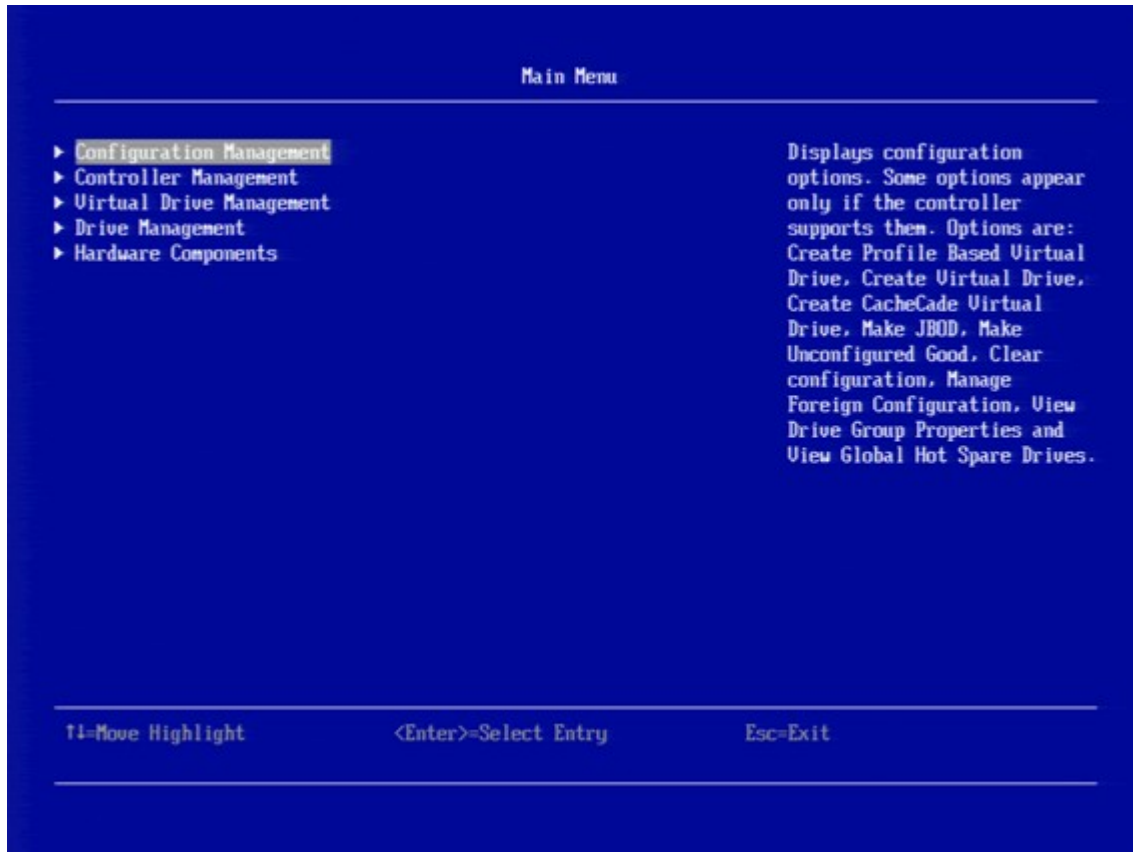 Main Menu
▶ Configuration Management
▶ Controller Management
▶ Virtual Drive Management
▶ Drive Management
▶ Hardware Components
Displays configuration
options. Some options appear
only if the controller
supports them. Options are:
Create Profile Based Virtual
Drive, Create Virtual Drive,
Create CacheCade Virtual
Drive, Make JBOD, Make
Unconfigured Good, Clear
configuration, Manage
Foreign Configuration, View
Drive Group Properties and
View Global Hot Spare Drives.
↑↓=Move Highlight <Enter>=Select Entry Esc=Exit